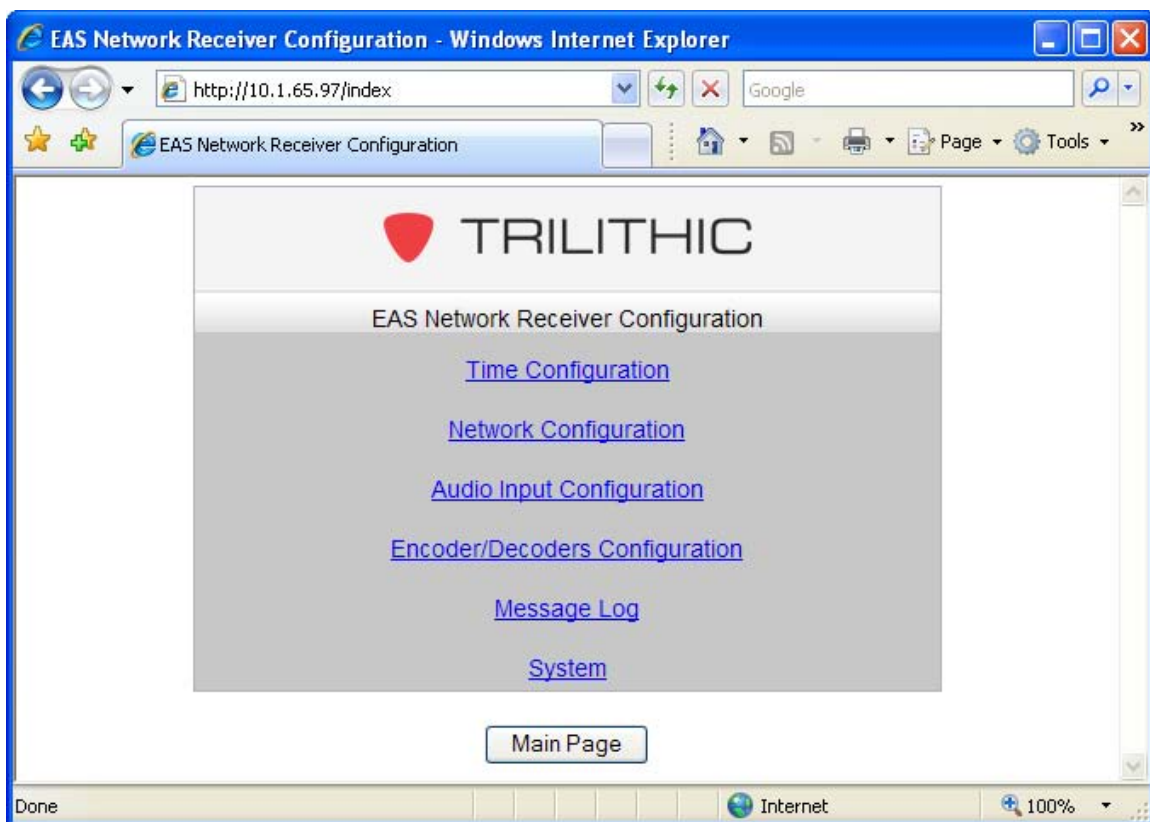 EAS Network Receiver Configuration - Windows Internet Explorer
http://10.1.65.97/index
Google
EAS Network Receiver Configuration
Page
Tools
»
TRILITHIC
EAS Network Receiver Configuration
Time Configuration
Network Configuration
Audio Input Configuration
Encoder/Decoders Configuration
Message Log
System
Main Page
Done
Internet
100%